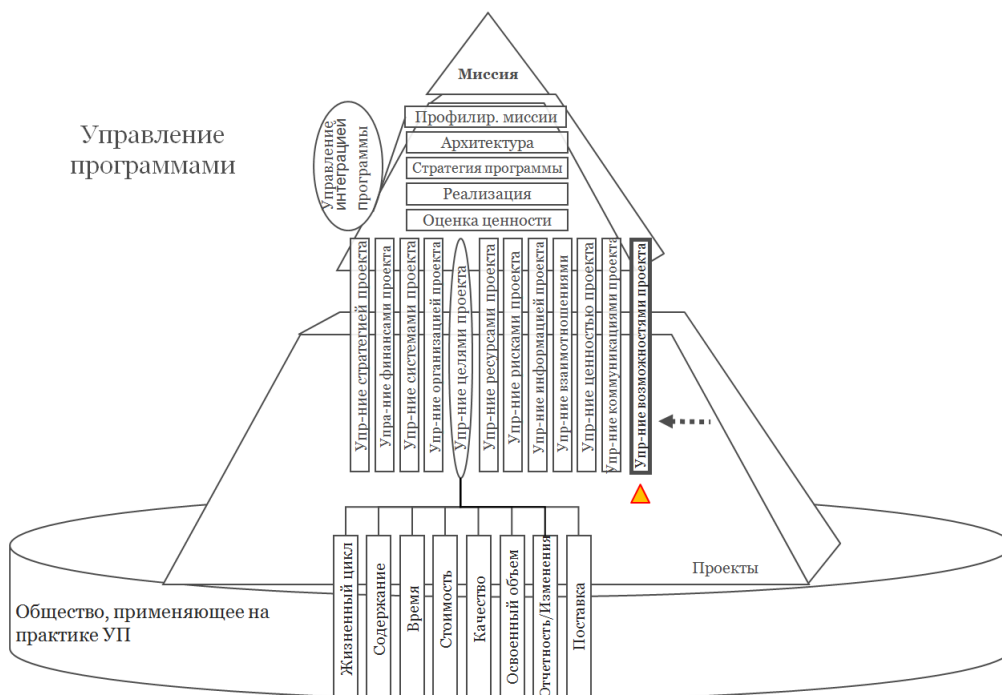 Миссия
Управление
программами
Управление
интеграцией
программы
Профилир. миссии
Архитектура
Стратегия программы
Реализация
Оценка ценности
Упр-ние стратегией проекта
Упра-ние финансами проекта
Упр-ние системами проекта
Упр-ние организацией проекта
Упр-ние целями проекта
Упр-ние ресурсами проекта
Упр-ние рисками проекта
Упр-ние информацией проекта
Упр-ние взаимотношениями
Упр-ние ценностью проекта
Упр-ние коммуникациями проекта
Упр-ние возможностями проекта
Жизненный цикл
Содержание
Время
Стоимость
Качество
Освоенный объем
Отчетность/Изменения
Поставка
Проекты
Общество, применяющее на
практике УП